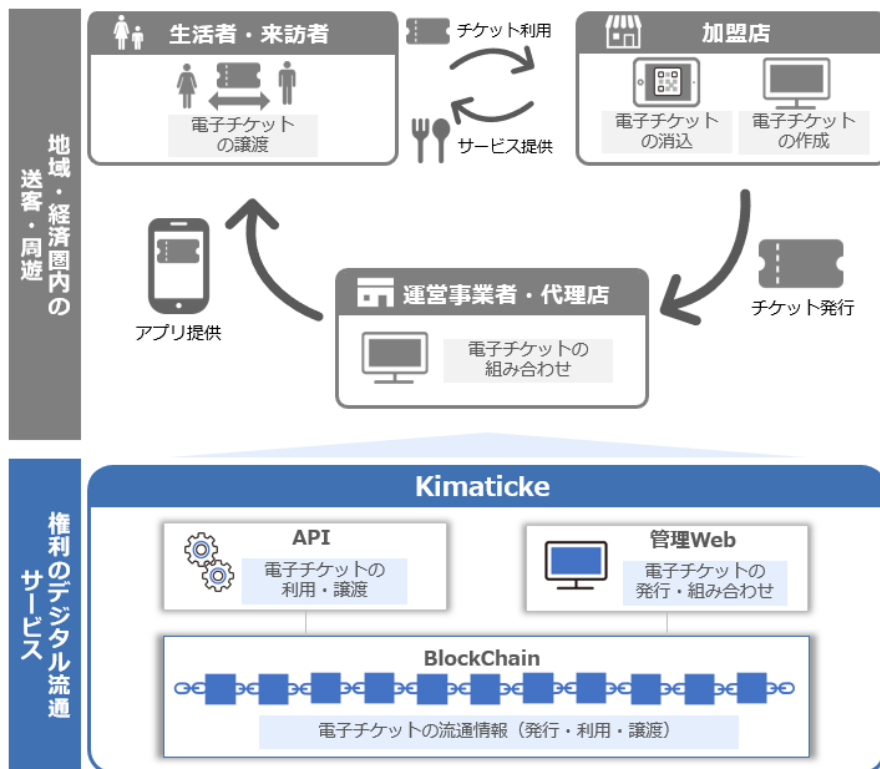 地域・経済圏内の
送客・周遊
生活者・来訪者
電子チケット
の譲渡
チケット利用
サービス提供
加盟店
電子チケット
の消込
電子チケット
の作成
アプリ提供
運営事業者・代理店
電子チケットの
組み合わせ
チケット発行
権利のデジタル流通
サービス
Kimaticke
API
電子チケットの
利用・譲渡
管理Web
電子チケットの
発行・組み合わせ
BlockChain
電子チケットの流通情報（発行・利用・譲渡）